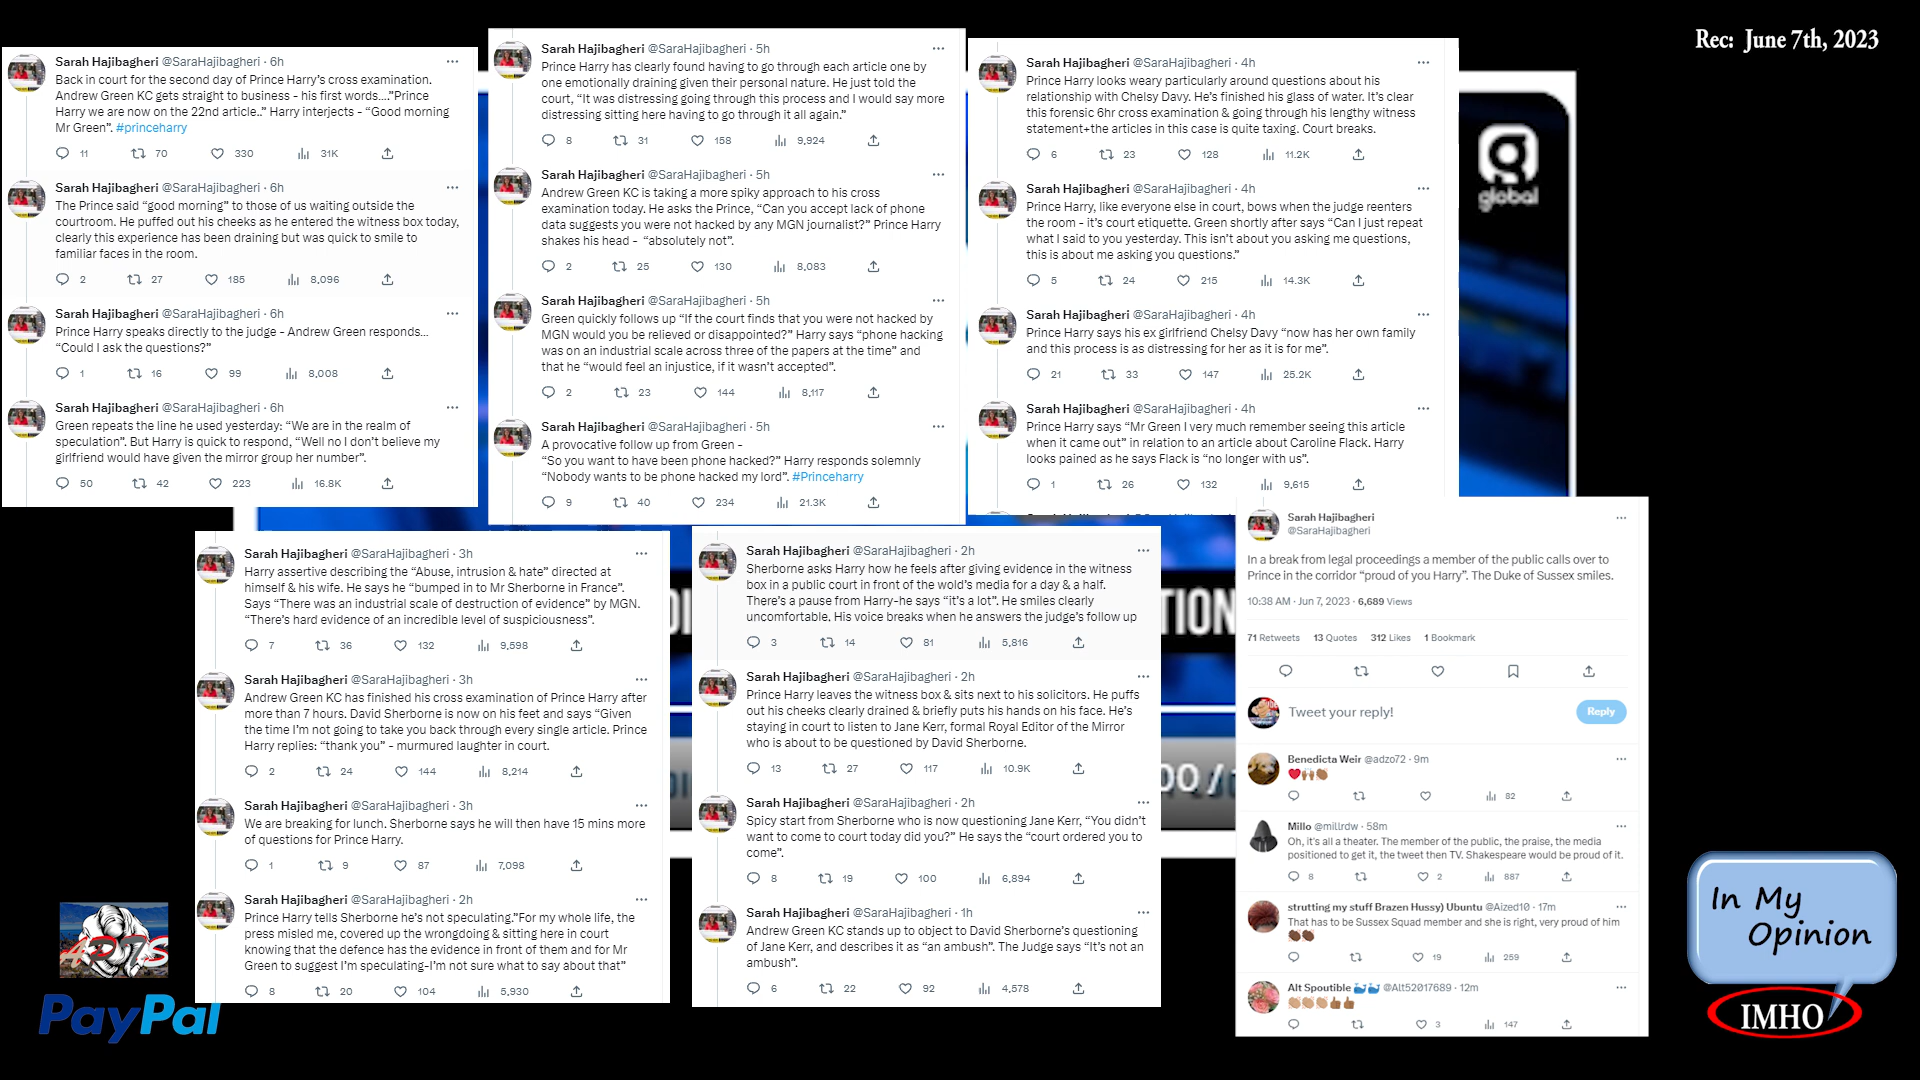 Rec: June 7th, 2023
Sarah Hajibagheri @SaraHajibagheri · 6h
Back in court for the second day of Prince Harry's cross examination.
Andrew Green KC gets straight to business - his first words...."Prince
Harry we are now on the 22nd article.." Harry interjects - "Good morning
Mr Green". #princeharry
11 70 330 31K
Sarah Hajibagheri @SaraHajibagheri · 6h
The Prince said "good morning" to those of us waiting outside the
courtroom. He puffed out his cheeks as he entered the witness box today,
clearly this experience has been draining but was quick to smile to
familiar faces in the room.
2 27 185 8,096
Sarah Hajibagheri @SaraHajibagheri · 6h
Prince Harry speaks directly to the judge - Andrew Green responds...
"Could I ask the questions?"
1 16 99 8,008
Sarah Hajibagheri @SaraHajibagheri · 6h
Green repeats the line he used yesterday: "We are in the realm of
speculation". But Harry is quick to respond, "Well no I don't believe my
girlfriend would have given the mirror group her number".
50 42 223 16.8K
Sarah Hajibagheri @SaraHajibagheri · 5h
Prince Harry has clearly found having to go through each article one by
one emotionally draining given their personal nature. He just told the
court, "It was distressing going through this process and I would say more
distressing sitting here having to go through it all again."
8 31 158 9,924
Sarah Hajibagheri @SaraHajibagheri · 5h
Andrew Green KC is taking a more spiky approach to his cross
examination today. He asks the Prince, "Can you accept lack of phone
data suggests you were not hacked by any MGN journalist?" Prince Harry
shakes his head - "absolutely not".
2 25 130 8,083
Sarah Hajibagheri @SaraHajibagheri · 5h
Green quickly follows up "If the court finds that you were not hacked by
MGN would you be relieved or disappointed?" Harry says "phone hacking
was on an industrial scale across three of the papers at the time" and
that he "would feel an injustice, if it wasn't accepted".
2 23 144 8,117
Sarah Hajibagheri @SaraHajibagheri · 5h
A provocative follow up from Green -
"So you want to have been phone hacked?" Harry responds solemnly
"Nobody wants to be phone hacked my lord". #Princeharry
9 40 234 21.3K
Sarah Hajibagheri @SaraHajibagheri · 4h
Prince Harry looks weary particularly around questions about his
relationship with Chelsy Davy. He's finished his glass of water. It's clear
this forensic 6hr cross examination & going through his lengthy witness
statement+the articles in this case is quite taxing. Court breaks.
6 23 128 11.2K
Sarah Hajibagheri @SaraHajibagheri · 4h
Prince Harry, like everyone else in court, bows when the judge reenters
the room - it's court etiquette. Green shortly after says "Can I just repeat
what I said to you yesterday. This isn't about you asking me questions,
this is about me asking you questions."
5 24 215 14.3K
Sarah Hajibagheri @SaraHajibagheri · 4h
Prince Harry says his ex girlfriend Chelsy Davy "now has her own family
and this process is as distressing for her as it is for me".
21 33 147 25.2K
Sarah Hajibagheri @SaraHajibagheri · 4h
Prince Harry says "Mr Green I very much remember seeing this article
when it came out" in relation to an article about Caroline Flack. Harry
looks pained as he says Flack is "no longer with us".
1 26 132 9,615
global
Sarah Hajibagheri @SaraHajibagheri · 3h
Harry assertive describing the "Abuse, intrusion & hate" directed at
himself & his wife. He says he "bumped in to Mr Sherborne in France".
Says "There was an industrial scale of destruction of evidence" by MGN.
"There's hard evidence of an incredible level of suspiciousness".
7 36 132 9,598
Sarah Hajibagheri @SaraHajibagheri · 3h
Andrew Green KC has finished his cross examination of Prince Harry after
more than 7 hours. David Sherborne is now on his feet and says "Given
the time I'm not going to take you back through every single article. Prince
Harry replies: "thank you" - murmured laughter in court.
2 24 144 8,214
Sarah Hajibagheri @SaraHajibagheri · 3h
We are breaking for lunch. Sherborne says he will then have 15 mins more
of questions for Prince Harry.
1 9 87 7,098
Sarah Hajibagheri @SaraHajibagheri · 2h
Prince Harry tells Sherborne he's not speculating."For my whole life, the
press misled me, covered up the wrongdoing & sitting here in court
knowing that the defence has the evidence in front of them and for Mr
Green to suggest I'm speculating-I'm not sure what to say about that"
8 20 104 5,930
Sarah Hajibagheri @SaraHajibagheri · 2h
Sherborne asks Harry how he feels after giving evidence in the witness
box in a public court in front of the wold's media for a day & a half.
There's a pause from Harry-he says "it's a lot". He smiles clearly
uncomfortable. His voice breaks when he answers the judge's follow up
3 14 81 5,816
Sarah Hajibagheri @SaraHajibagheri · 2h
Prince Harry leaves the witness box & sits next to his solicitors. He puffs
out his cheeks clearly drained & briefly puts his hands on his face. He's
staying in court to listen to Jane Kerr, formal Royal Editor of the Mirror
who is about to be questioned by David Sherborne.
13 27 117 10.9K
Sarah Hajibagheri @SaraHajibagheri · 2h
Spicy start from Sherborne who is now questioning Jane Kerr, "You didn't
want to come to court today did you?" He says the "court ordered you to
come".
8 19 100 6,894
Sarah Hajibagheri @SaraHajibagheri · 1h
Andrew Green KC stands up to object to David Sherborne's questioning
of Jane Kerr, and describes it as "an ambush". The Judge says "It's not an
ambush".
6 22 92 4,578
TION
Sarah Hajibagheri
@SaraHajibagheri
In a break from legal proceedings a member of the public calls over to
Prince in the corridor "proud of you Harry". The Duke of Sussex smiles.
10:38 AM · Jun 7, 2023 · 6,689 Views
71 Retweets 13 Quotes 312 Likes 1 Bookmark
Tweet your reply!
Reply
Benedicta Weir @adzo72 · 9m
82
Millo @millrdw · 58m
Oh, it's all a theater. The member of the public, the praise, the media
positioned to get it, the tweet then TV. Shakespeare would be proud of it.
8 2 887
strutting my stuff Brazen Hussy) Ubuntu @Aized10 · 17m
That has to be Sussex Squad member and she is right, very proud of him
19 259
Alt Spoutible @Alt52017689 · 12m
3 147
PayPal
In My
Opinion
IMHO